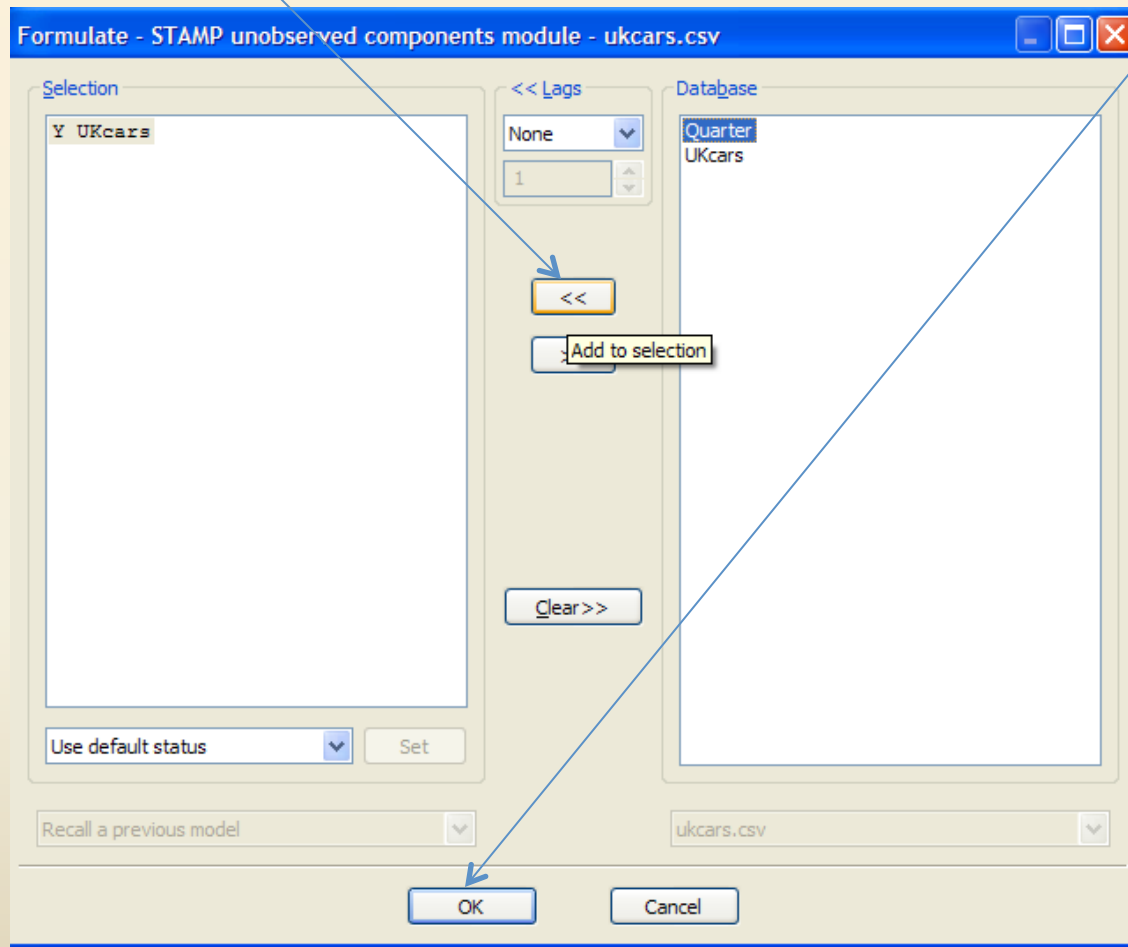 Formulate - STAMP unobserved components module - ukcars.csv
Selection
<< Lags
Database
Y UKcars
None
1
Quarter
UKcars
<<
Add to selection
Clear>>
Use default status
Set
Recall a previous model
ukcars.csv
OK
Cancel